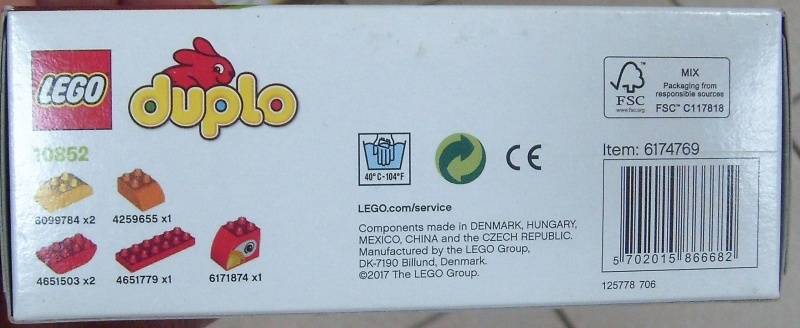 LEGO
duplo
10852
6099784 x2
4259655 x1
4651503 x2
4651779 x1
6171874 x1
40°C-104°F
CE
LEGO.com/service
Components made in DENMARK, HUNGARY,
MEXICO, CHINA and the CZECH REPUBLIC.
Manufactured by the LEGO Group,
DK-7190 Billund, Denmark.
©2017 The LEGO Group.
FSC
www.fsc.org
MIX
Packaging from
responsible sources
FSC™ C117818
Item: 6174769
5 702015 866682
125778 706